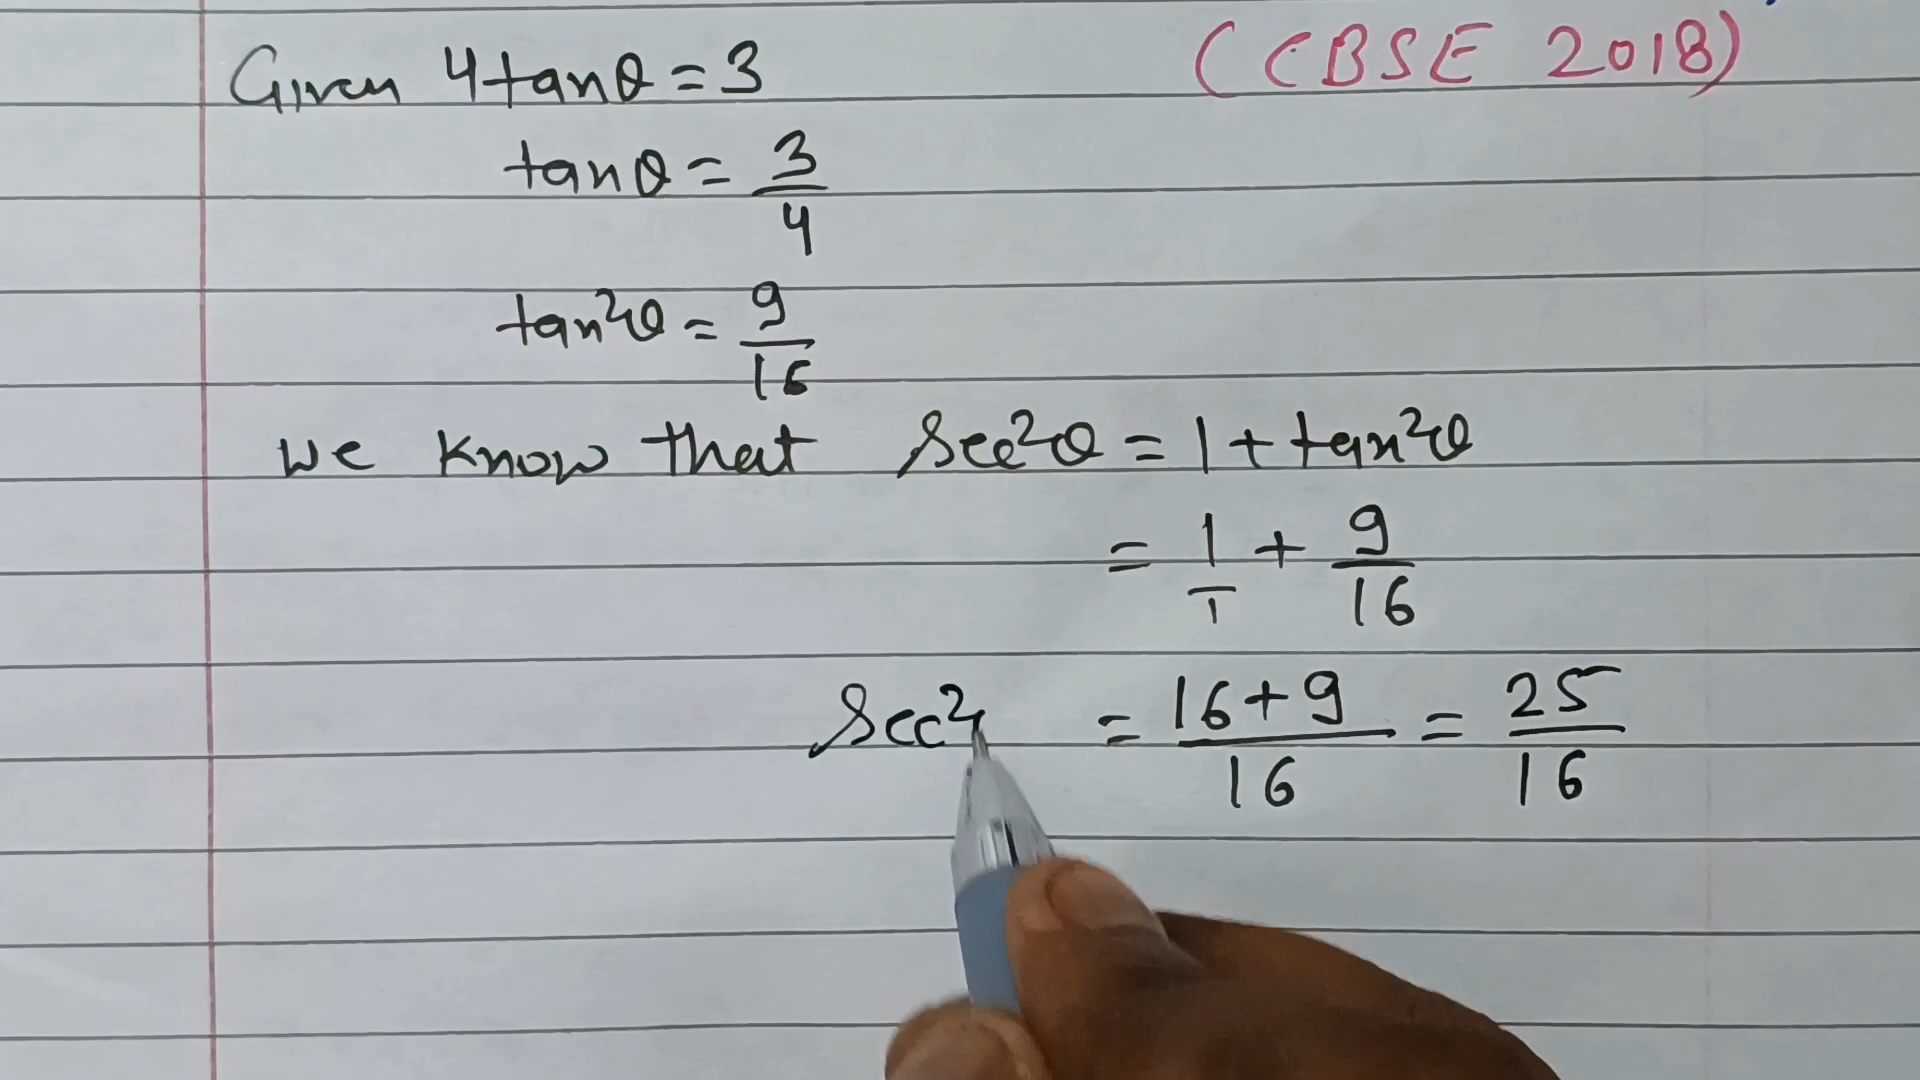 Given 4tanθ = 3 (CBSE 2018)
tanθ = 3/4
tan²θ = 9/16
we know that sec²θ = 1 + tan²θ
= 1/1 + 9/16
sec² = 16+9/16 = 25/16